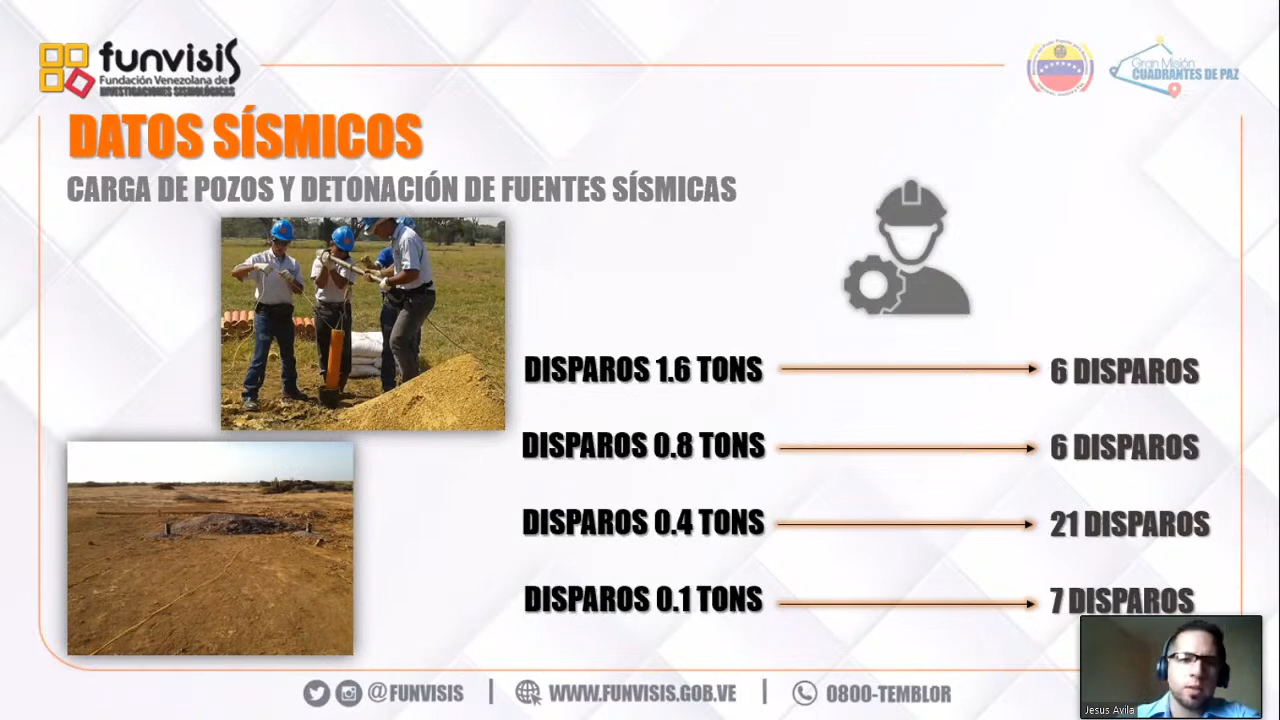 funvisis
Fundación Venezolana de
INVESTIGACIONES SISMOLÓGICAS
Gran Misión
CUADRANTES DE PAZ
DATOS SÍSMICOS
CARGA DE POZOS Y DETONACIÓN DE FUENTES SÍSMICAS
DISPAROS 1.6 TONS 6 DISPAROS
DISPAROS 0.8 TONS 6 DISPAROS
DISPAROS 0.4 TONS 21 DISPAROS
DISPAROS 0.1 TONS 7 DISPAROS
@FUNVISIS | WWW.FUNVISIS.GOB.VE | 0800-TEMBLOR
Jesus Avila